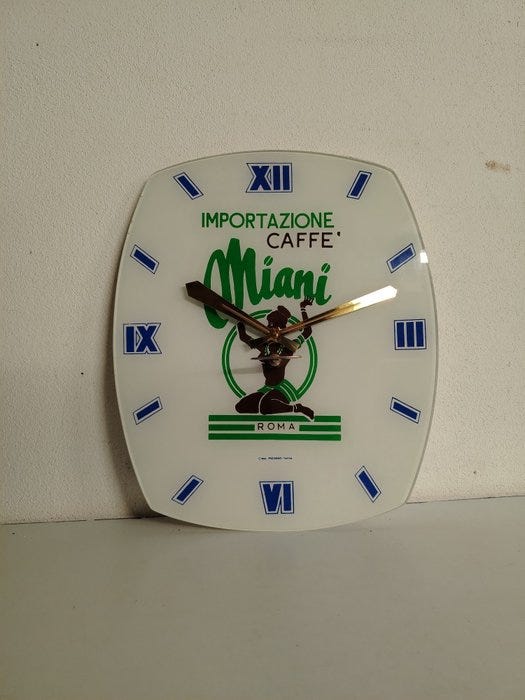 XII
IMPORTAZIONE
CAFFE'
Miani
IX
III
ROMA
VI